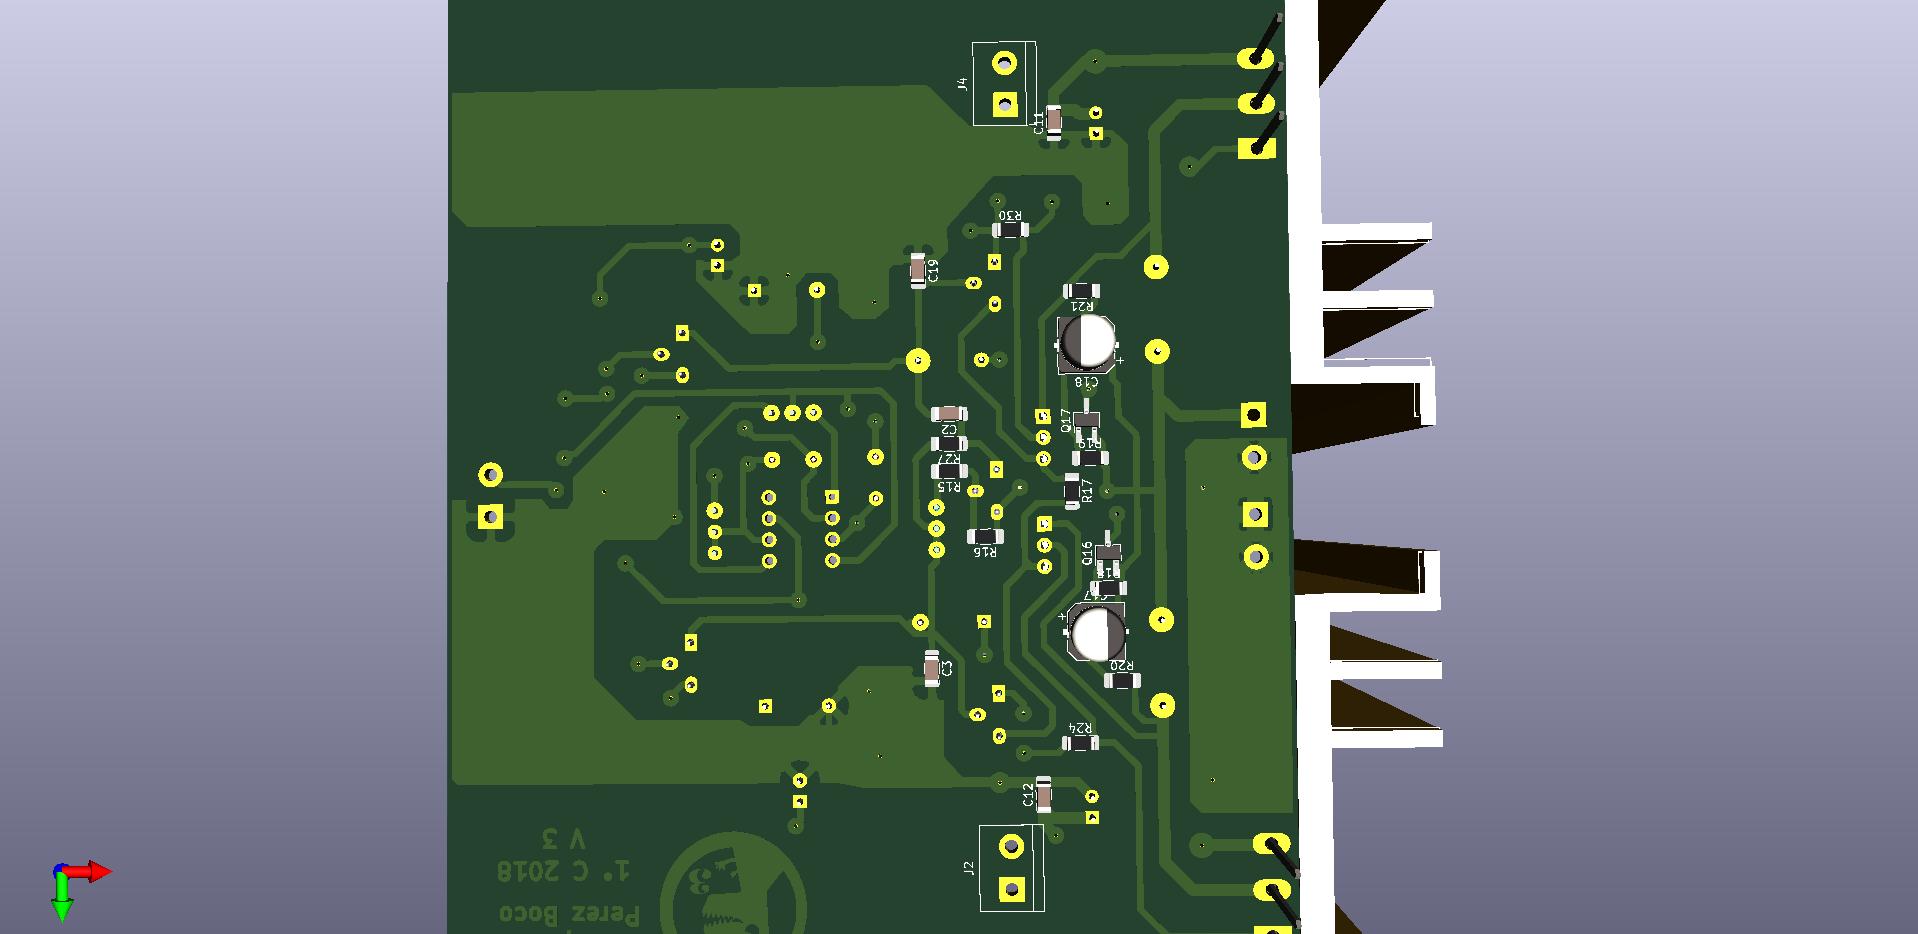 J4
C11
R30
C19
R21
+
C18
Q17
C2
R19
R27
R15
R17
R16
Q16
C17
+
C3
R20
R24
C12
J2
V 3
1° C 2018
Perez Boco